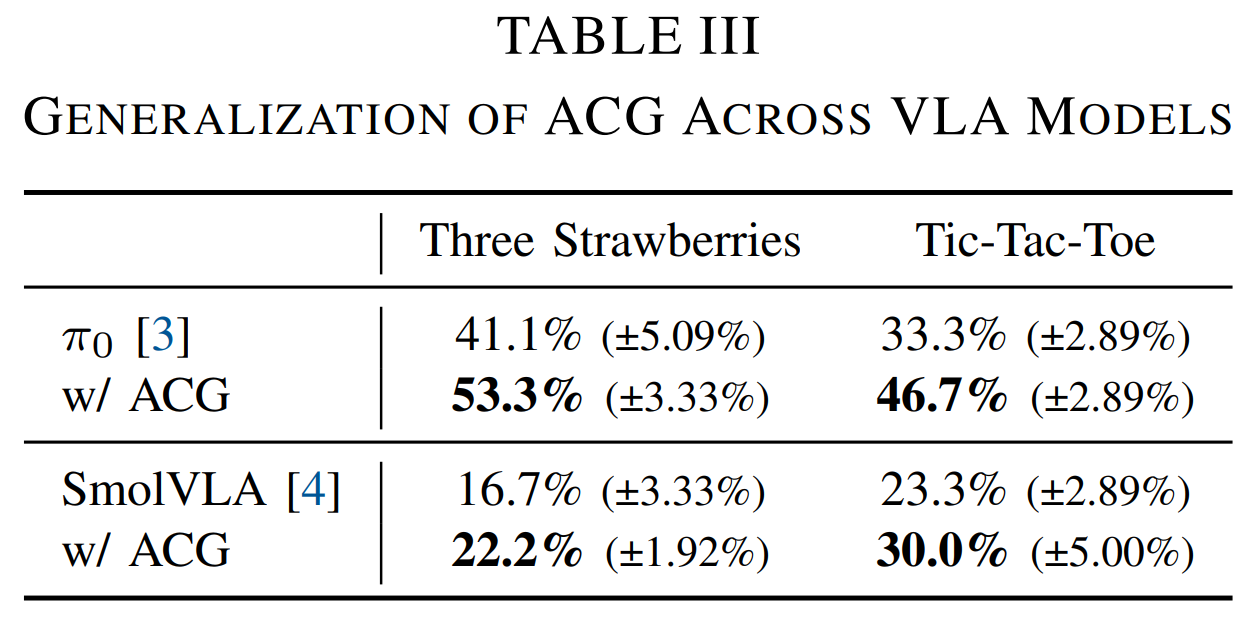 TABLE III
GENERALIZATION OF ACG ACROSS VLA MODELS
Three Strawberries Tic-Tac-Toe
π0 [3] 41.1% (±5.09%) 33.3% (±2.89%)
w/ ACG 53.3% (±3.33%) 46.7% (±2.89%)
SmolVLA [4] 16.7% (±3.33%) 23.3% (±2.89%)
w/ ACG 22.2% (±1.92%) 30.0% (±5.00%)